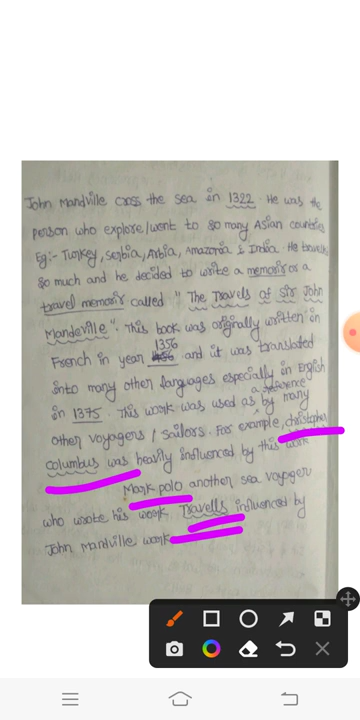 John Mandville cross the sea in 1322. He was the
person who explore/went to so many Asian countries
Eg:- Turkey, Serbia, Arbia, Amazonia & India. He travels
so much and he decided to write a memoir or a
travel memoir called " The Travels of Sir John
Mandeville". This book was originally written in
1356
French in year and it was translated
into many other languages especially in English
a reference
in 1375. This work was used as by many
other voyagers / sailors. For example, christopher
columbus was heavily influenced by this work
Mark polo another sea voyager
who wrote his work Travells influenced by
John mandville work